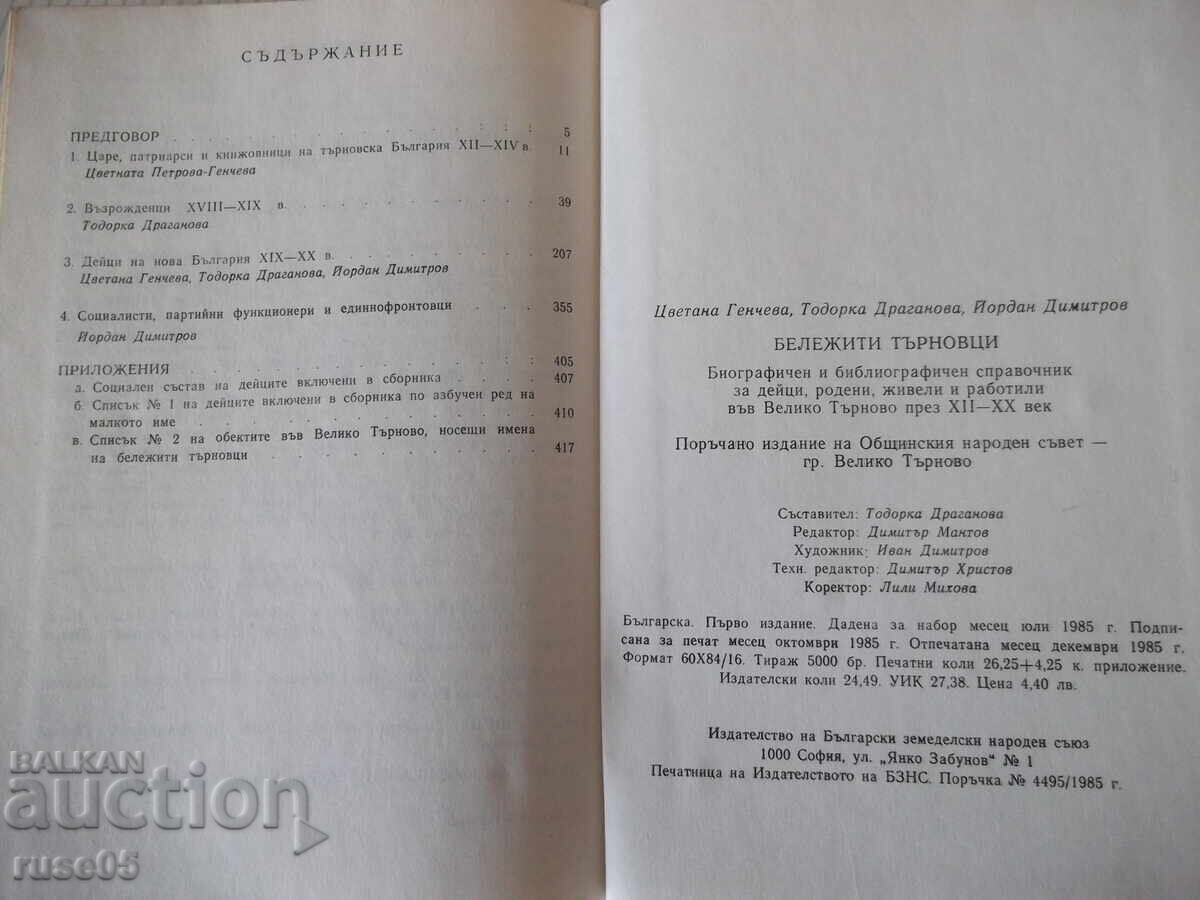 СЪДЪРЖАНИЕ
ПРЕДГОВОР . . . . . . . . . . . . . : : : 5
1. Царе, патриарси и книжовници на търновска България XII—XIV в. 11
Цветната Петрова-Генчева
2. Възрожденци XVIII—XIX в. . . . . . . . . . . 39
Тодорка Драганова
3. Дейци на нова България XIX—XX в. . . . . . . . . . 207
Цветана Генчева, Тодорка Драганова, Йордан Димитров
4. Социалисти, партийни функционери и единнофронтовци . . . 355
Йордан Димитров
ПРИЛОЖЕНИЯ . . . . . . . . . . . . . : : 405
а. Социален състав на дейците включени в сборника . . . . 407
б. Списък № 1 на дейците включени в сборника по азбучен ред на
малкото име . . . . . . . . . . . . . 410
в. Списък № 2 на обектите във Велико Търново, носещи имена
на бележити търновци . . . . . . . . . . . 417
Цветана Генчева, Тодорка Драганова, Йордан Димитров
БЕЛЕЖИТИ ТЪРНОВЦИ
Биографичен и библиографичен справочник
за дейци, родени, живели и работили
във Велико Търново през XII—XX век
Поръчано издание на Общинския народен съвет —
гр. Велико Търново
Съставител: Тодорка Драганова
Редактор: Димитър Мантов
Художник: Иван Димитров
Техн. редактор: Димитър Христов
Коректор: Лили Михова
Българска. Първо издание. Дадена за набор месец юли 1985 г. Подпи-
сана за печат месец октомври 1985 г. Отпечатана месец декември 1985 г.
Формат 60X84/16. Тираж 5000 бр. Печатни коли 26,25+4,25 к. приложение.
Издателски коли 24,49. УИК 27,38. Цена 4,40 лв.
Издателство на Български земеделски народен съюз
1000 София, ул. „Янко Забунов" № 1
Печатница на Издателството на БЗНС. Поръчка № 4495/1985 г.
BALKAN
auction
ruse05